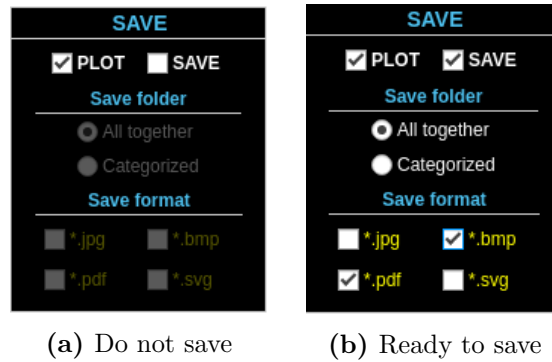 SAVE
PLOT SAVE
Save folder
All together
Categorized
Save format
*.jpg *.bmp
*.pdf *.svg
(a) Do not save
SAVE
PLOT SAVE
Save folder
All together
Categorized
Save format
*.jpg *.bmp
*.pdf *.svg
(b) Ready to save